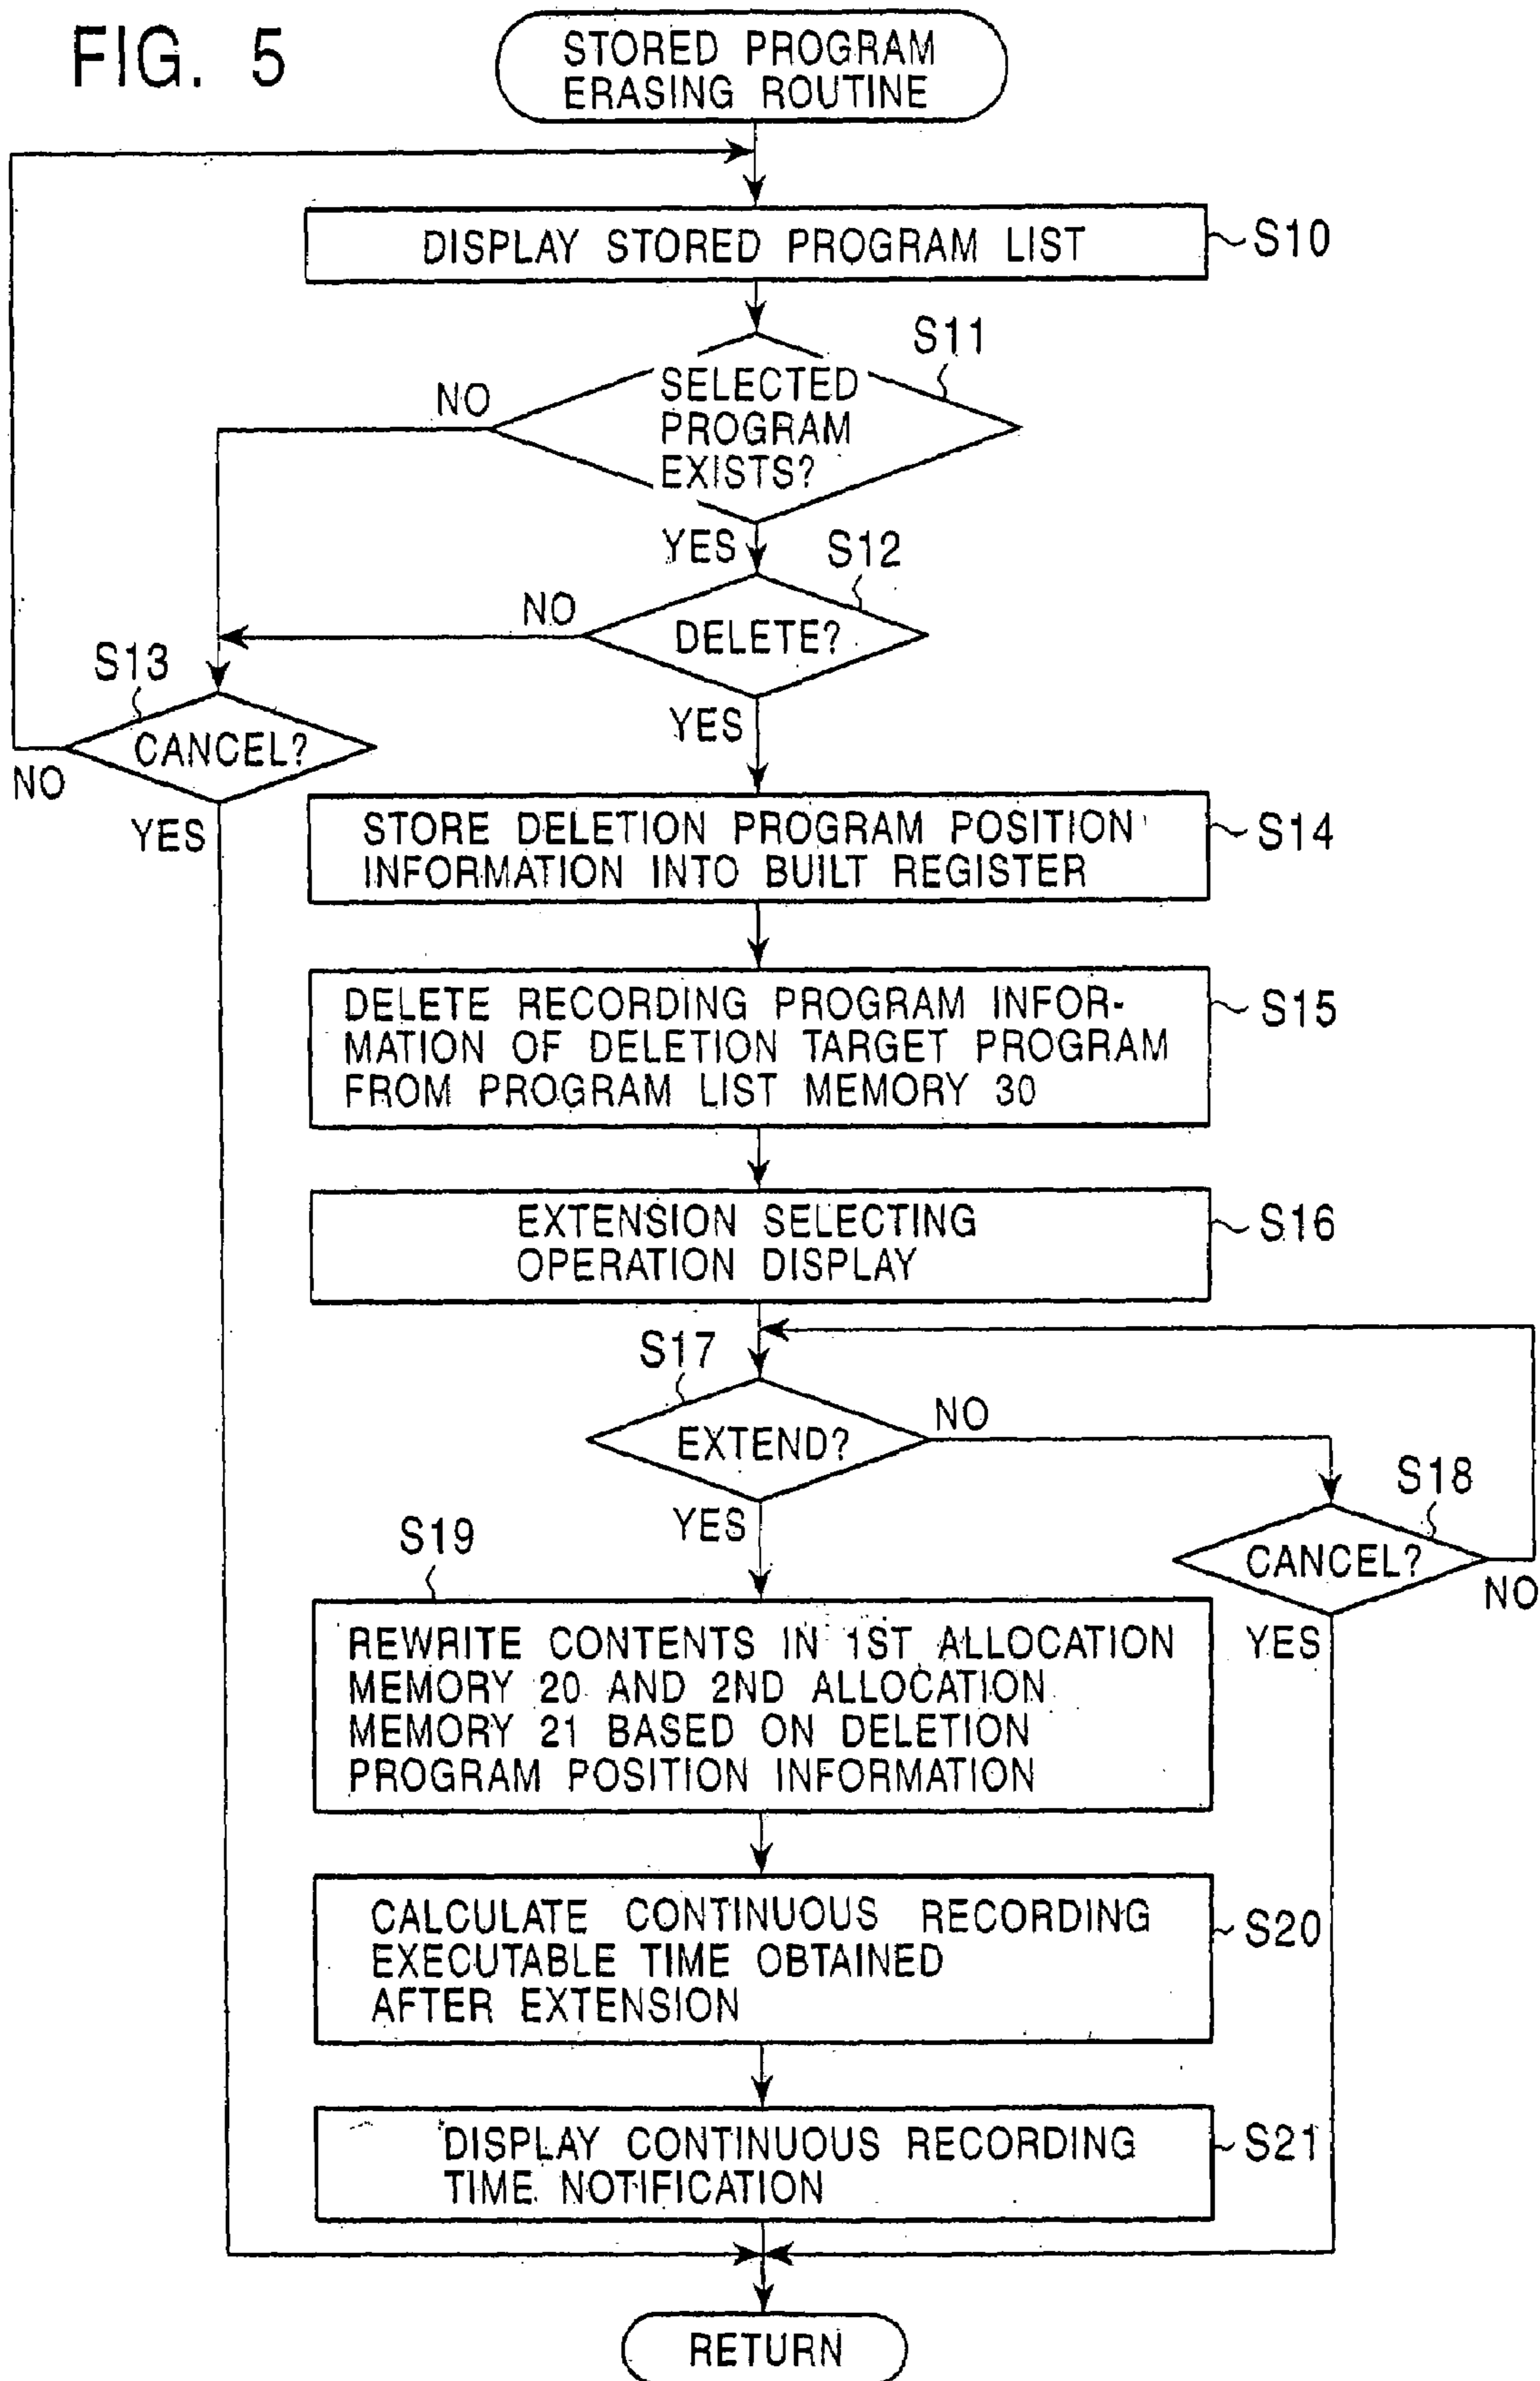 FIG. 5
STORED PROGRAM
ERASING ROUTINE
DISPLAY STORED PROGRAM LIST
S10
S11
SELECTED
PROGRAM
EXISTS?
NO
YES
S12
DELETE?
NO
YES
S13
CANCEL?
NO
YES
STORE DELETION PROGRAM POSITION
INFORMATION INTO BUILT REGISTER
S14
DELETE RECORDING PROGRAM INFOR-
MATION OF DELETION TARGET PROGRAM
FROM PROGRAM LIST MEMORY 30
S15
EXTENSION SELECTING
OPERATION DISPLAY
S16
S17
EXTEND?
NO
YES
S18
CANCEL?
NO
YES
S19
REWRITE CONTENTS IN 1ST ALLOCATION
MEMORY 20 AND 2ND ALLOCATION
MEMORY 21 BASED ON DELETION
PROGRAM POSITION INFORMATION
CALCULATE CONTINUOUS RECORDING
EXECUTABLE TIME OBTAINED
AFTER EXTENSION
S20
DISPLAY CONTINUOUS RECORDING
TIME NOTIFICATION
S21
RETURN